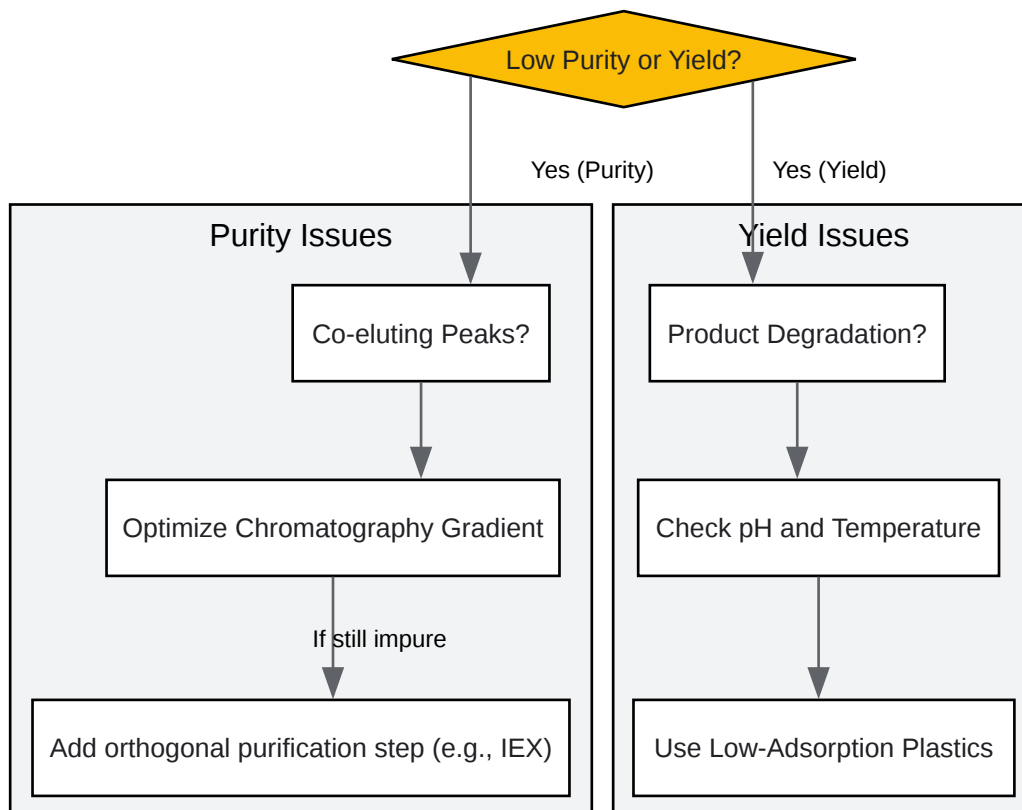 Low Purity or Yield?
Yes (Purity)
Yes (Yield)
Purity Issues
Yield Issues
Co-eluting Peaks?
Product Degradation?
Optimize Chromatography Gradient
Check pH and Temperature
If still impure
Add orthogonal purification step (e.g., IEX)
Use Low-Adsorption Plastics